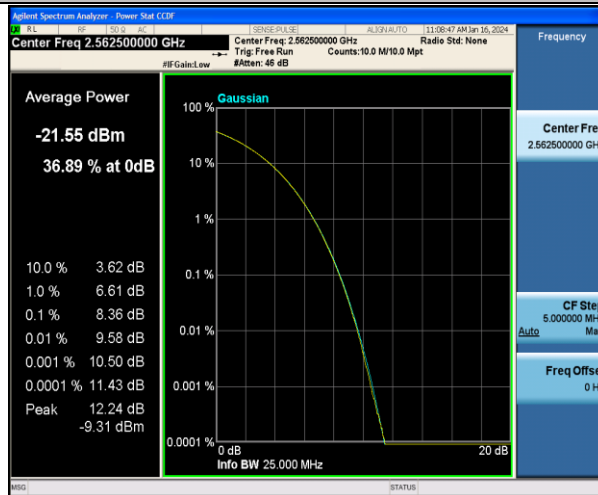 Agilent Spectrum Analyzer - Power Stat CCDF
RL RF 50 Ω AC SENSE:PULSE ALIGN AUTO 11:08:47 AM Jan 16, 2024
Center Freq 2.562500000 GHz
Center Freq: 2.562500000 GHz Radio Std: None
Trig: Free Run Counts:10.0 M/10.0 Mpt
#IFGain:Low #Atten: 46 dB
Frequency
Average Power
-21.55 dBm
36.89 % at 0dB
10.0 % 3.62 dB
1.0 % 6.61 dB
0.1 % 8.36 dB
0.01 % 9.58 dB
0.001 % 10.50 dB
0.0001 % 11.43 dB
Peak 12.24 dB
-9.31 dBm
Gaussian
100 %
10 %
1 %
0.1 %
0.01 %
0.001 %
0.0001 %
0 dB 20 dB
Info BW 25.000 MHz
Center Fre
2.562500000 GH
CF Ste
5.000000 MH
Auto Ma
Freq Offse
0 H
MSG STATUS